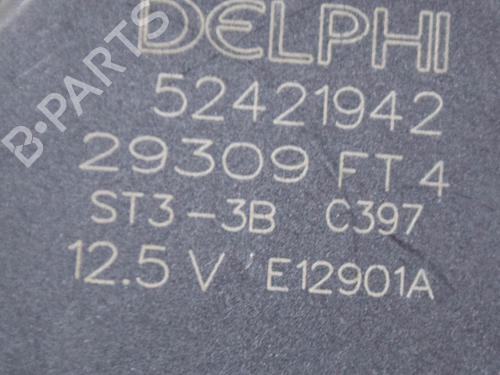 DELPHI
52421942
29309 FT4
ST3-3B C397
12.5 V E12901A
B-PARTS